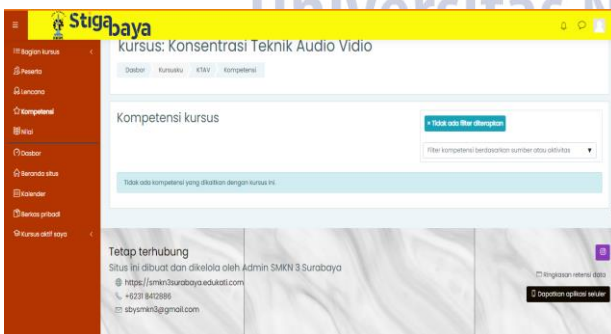 Stigabaya
kursus: Konsentrasi Teknik Audio Vidio
Dasbor Kursusku KTAV Kompetensi
Bagian kursus
Peserta
Lencana
Kompetensi
Nilai
Dasbor
Beranda situs
Kalender
Berkas pribadi
Kursus aktif saya
Kompetensi kursus
Tidak ada filter diterapkan
Filter kompetensi berdasarkan sumber atau aktivitas
Tidak ada kompetensi yang dikaitkan dengan kursus ini.
Tetap terhubung
Situs ini dibuat dan dikelola oleh Admin SMKN 3 Surabaya
https://smkn3surabaya.edukati.com
+6231 8412886
sbysmkn3@gmail.com
Ringkasan retensi data
Dapatkan aplikasi seluler